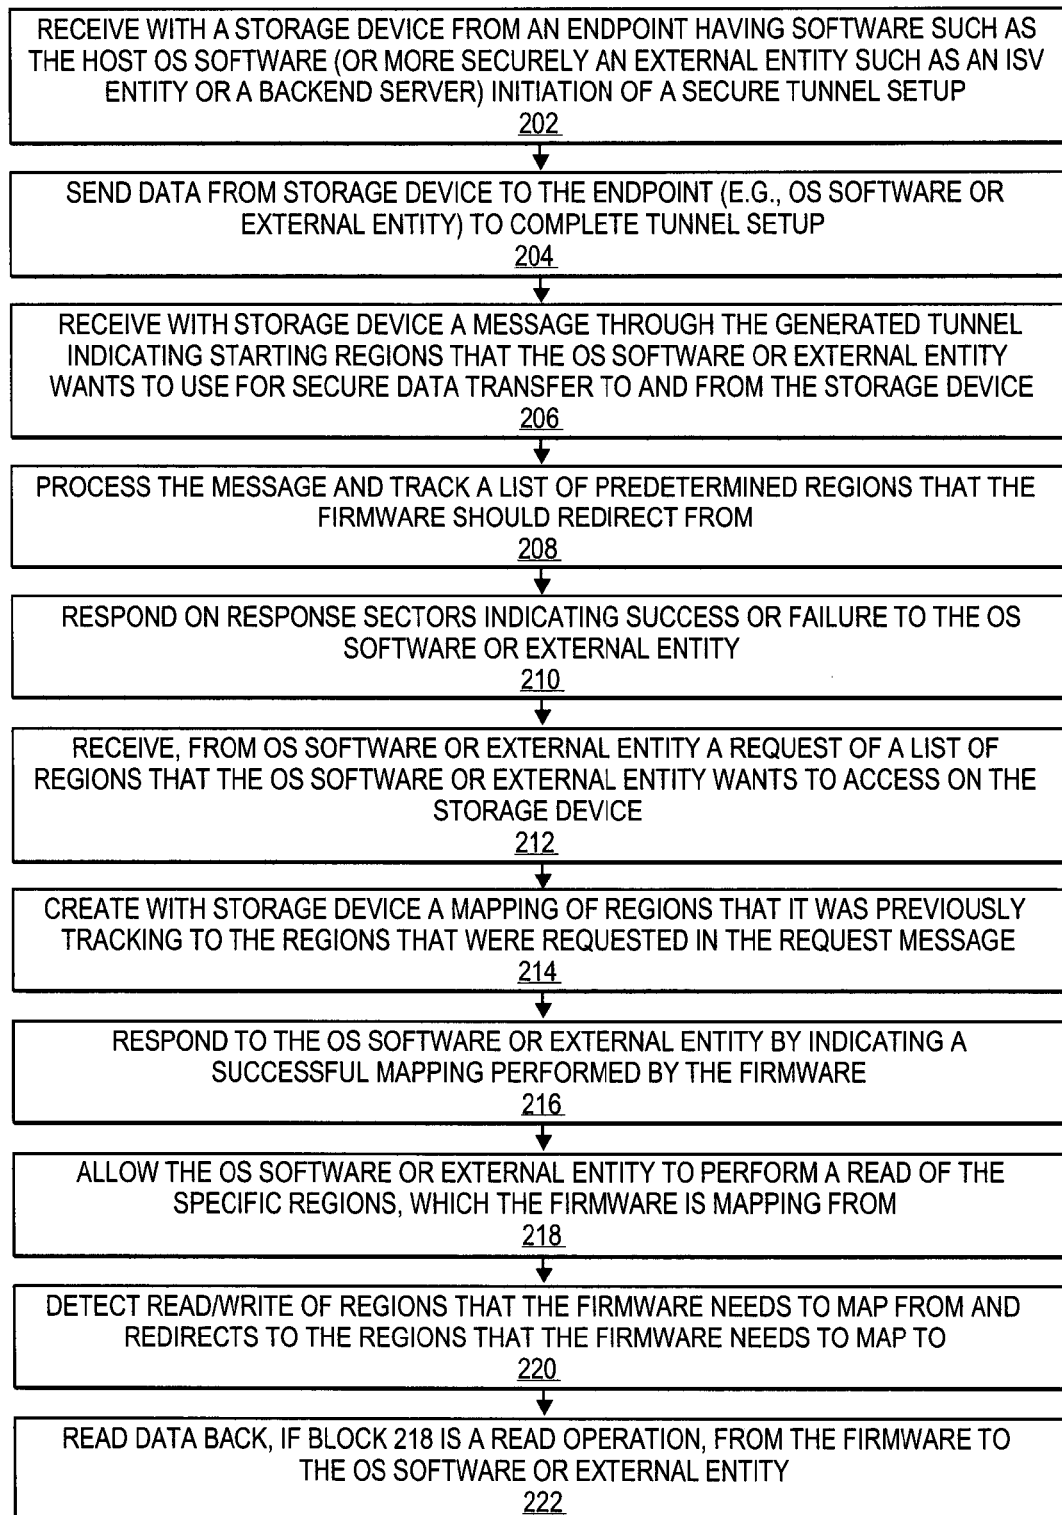 RECEIVE WITH A STORAGE DEVICE FROM AN ENDPOINT HAVING SOFTWARE SUCH AS
THE HOST OS SOFTWARE (OR MORE SECURELY AN EXTERNAL ENTITY SUCH AS AN ISV
ENTITY OR A BACKEND SERVER) INITIATION OF A SECURE TUNNEL SETUP
202
SEND DATA FROM STORAGE DEVICE TO THE ENDPOINT (E.G., OS SOFTWARE OR
EXTERNAL ENTITY) TO COMPLETE TUNNEL SETUP
204
RECEIVE WITH STORAGE DEVICE A MESSAGE THROUGH THE GENERATED TUNNEL
INDICATING STARTING REGIONS THAT THE OS SOFTWARE OR EXTERNAL ENTITY
WANTS TO USE FOR SECURE DATA TRANSFER TO AND FROM THE STORAGE DEVICE
206
PROCESS THE MESSAGE AND TRACK A LIST OF PREDETERMINED REGIONS THAT THE
FIRMWARE SHOULD REDIRECT FROM
208
RESPOND ON RESPONSE SECTORS INDICATING SUCCESS OR FAILURE TO THE OS
SOFTWARE OR EXTERNAL ENTITY
210
RECEIVE, FROM OS SOFTWARE OR EXTERNAL ENTITY A REQUEST OF A LIST OF
REGIONS THAT THE OS SOFTWARE OR EXTERNAL ENTITY WANTS TO ACCESS ON THE
STORAGE DEVICE
212
CREATE WITH STORAGE DEVICE A MAPPING OF REGIONS THAT IT WAS PREVIOUSLY
TRACKING TO THE REGIONS THAT WERE REQUESTED IN THE REQUEST MESSAGE
214
RESPOND TO THE OS SOFTWARE OR EXTERNAL ENTITY BY INDICATING A
SUCCESSFUL MAPPING PERFORMED BY THE FIRMWARE
216
ALLOW THE OS SOFTWARE OR EXTERNAL ENTITY TO PERFORM A READ OF THE
SPECIFIC REGIONS, WHICH THE FIRMWARE IS MAPPING FROM
218
DETECT READ/WRITE OF REGIONS THAT THE FIRMWARE NEEDS TO MAP FROM AND
REDIRECTS TO THE REGIONS THAT THE FIRMWARE NEEDS TO MAP TO
220
READ DATA BACK, IF BLOCK 218 IS A READ OPERATION, FROM THE FIRMWARE TO
THE OS SOFTWARE OR EXTERNAL ENTITY
222